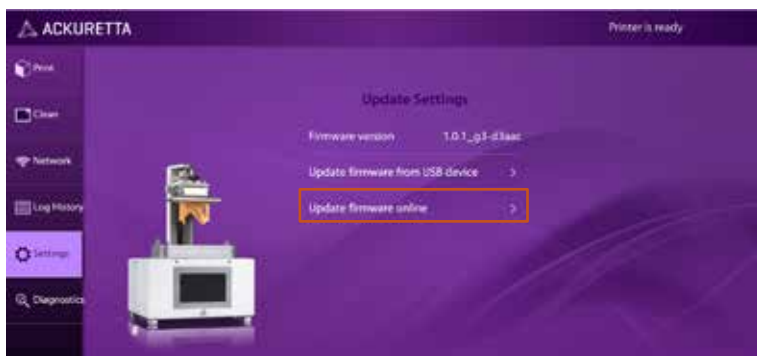 ACKURETTA
Printer is ready
Print
Clean
Network
Log History
Settings
Diagnostics
Update Settings
Firmware version 1.0.1_g3-d3aac
Update firmware from USB device >
Update firmware online >